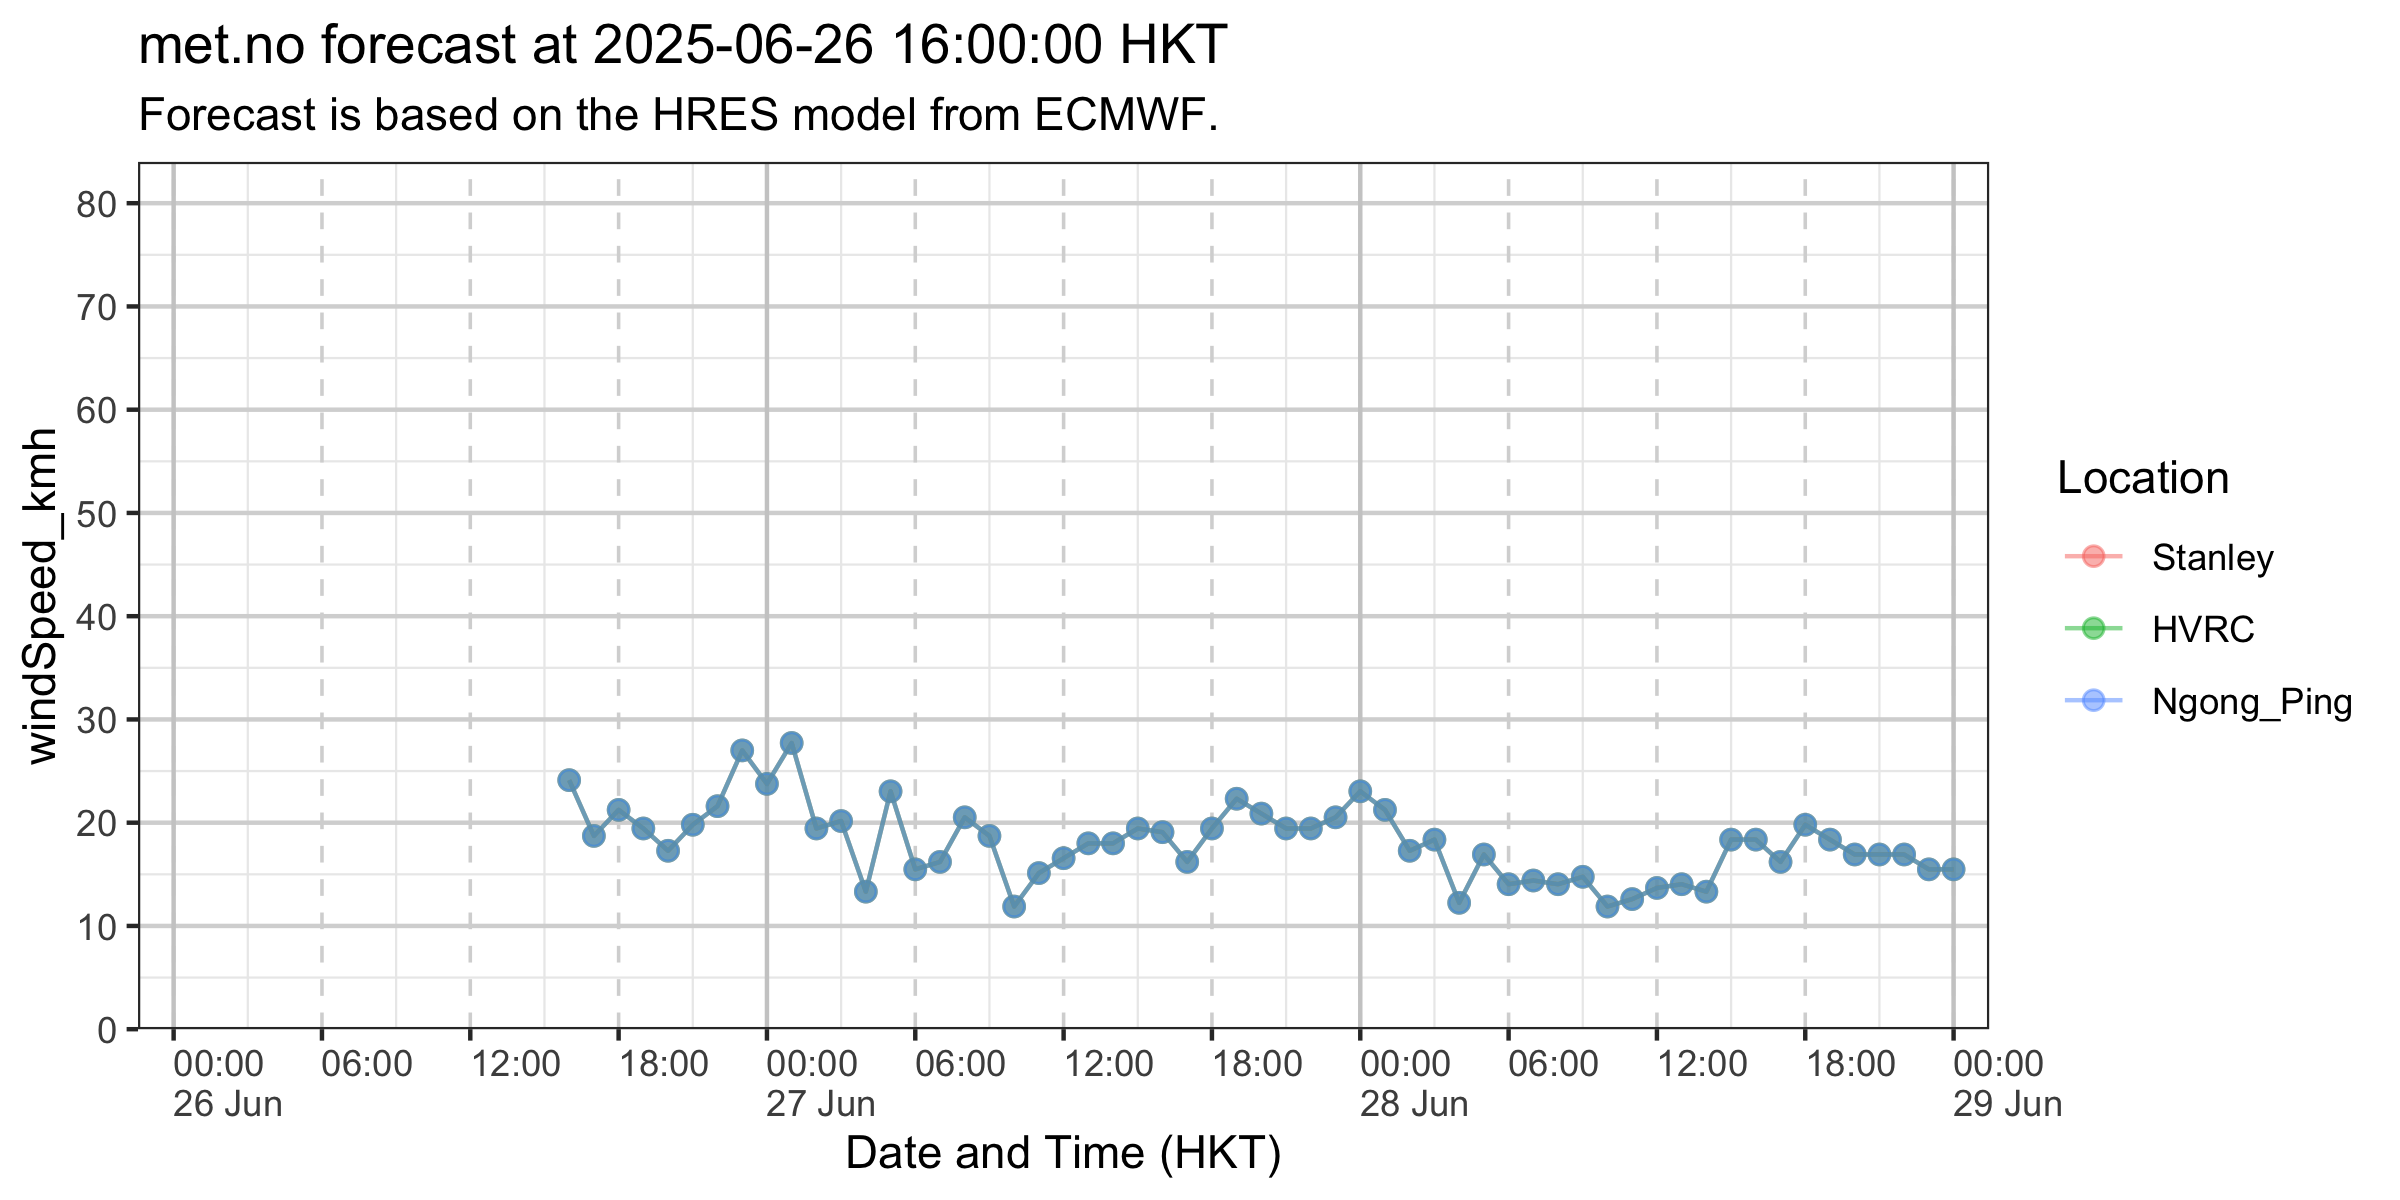 met.no forecast at 2025-06-26 16:00:00 HKT
Forecast is based on the HRES model from ECMWF.
windSpeed_kmh
80
70
60
50
40
30
20
10
0
00:00 06:00 12:00 18:00 00:00 06:00 12:00 18:00 00:00 06:00 12:00 18:00 00:00
26 Jun 27 Jun 28 Jun 29 Jun
Date and Time (HKT)
Location
Stanley
HVRC
Ngong_Ping